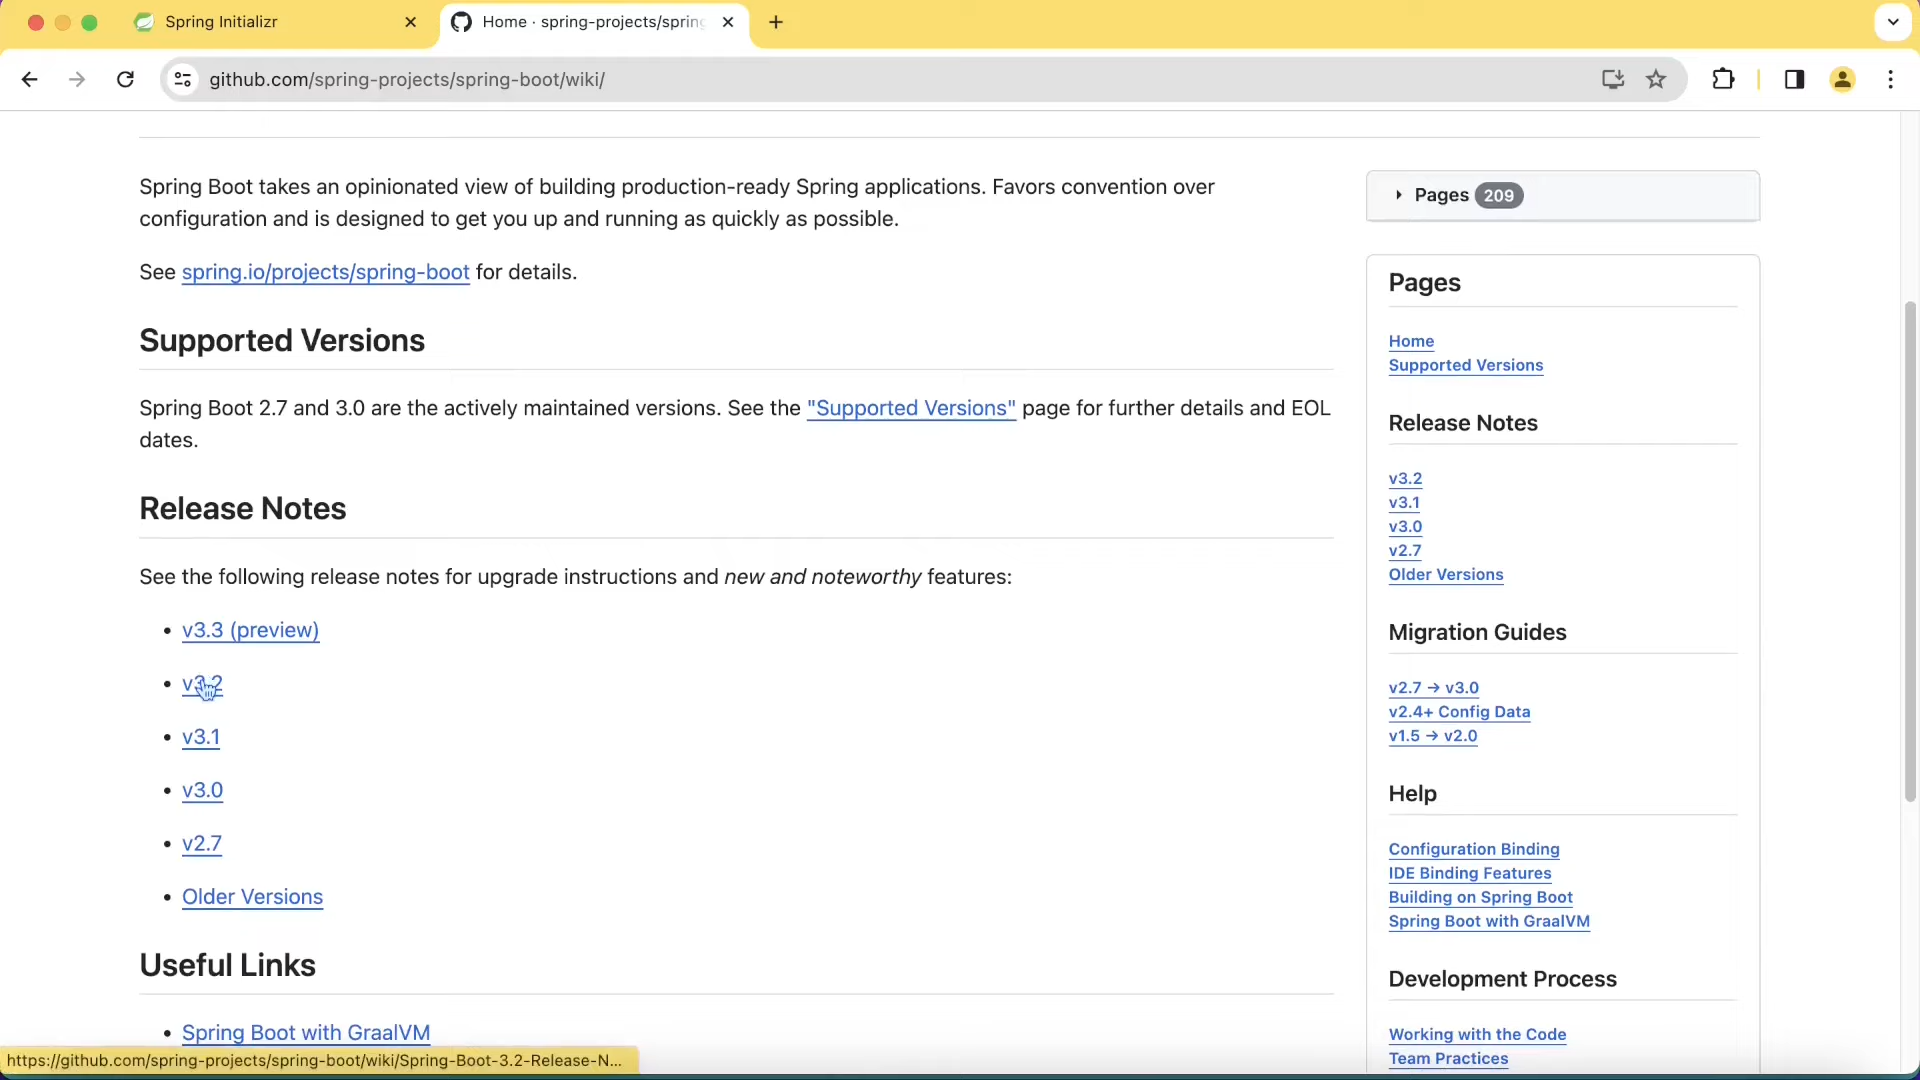 Spring Initializr
Home · spring-projects/spring
github.com/spring-projects/spring-boot/wiki/
Spring Boot takes an opinionated view of building production-ready Spring applications. Favors convention over
configuration and is designed to get you up and running as quickly as possible.
See spring.io/projects/spring-boot for details.
Supported Versions
Spring Boot 2.7 and 3.0 are the actively maintained versions. See the "Supported Versions" page for further details and EOL
dates.
Release Notes
See the following release notes for upgrade instructions and new and noteworthy features:
• v3.3 (preview)
• v3.2
• v3.1
• v3.0
• v2.7
• Older Versions
Useful Links
• Spring Boot with GraalVM
https://github.com/spring-projects/spring-boot/wiki/Spring-Boot-3.2-Release-N...
Pages 209
Pages
Home
Supported Versions
Release Notes
v3.2
v3.1
v3.0
v2.7
Older Versions
Migration Guides
v2.7 → v3.0
v2.4+ Config Data
v1.5 → v2.0
Help
Configuration Binding
IDE Binding Features
Building on Spring Boot
Spring Boot with GraalVM
Development Process
Working with the Code
Team Practices